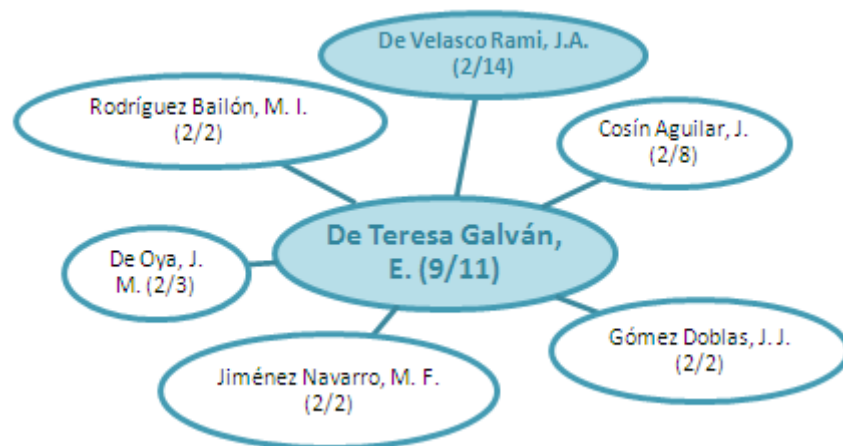 De Velasco Rami, J.A.
(2/14)
Rodríguez Bailón, M. I.
(2/2)
Cosín Aguilar, J.
(2/8)
De Teresa Galván,
E. (9/11)
De Oya, J.
M. (2/3)
Gómez Doblas, J. J.
(2/2)
Jiménez Navarro, M. F.
(2/2)